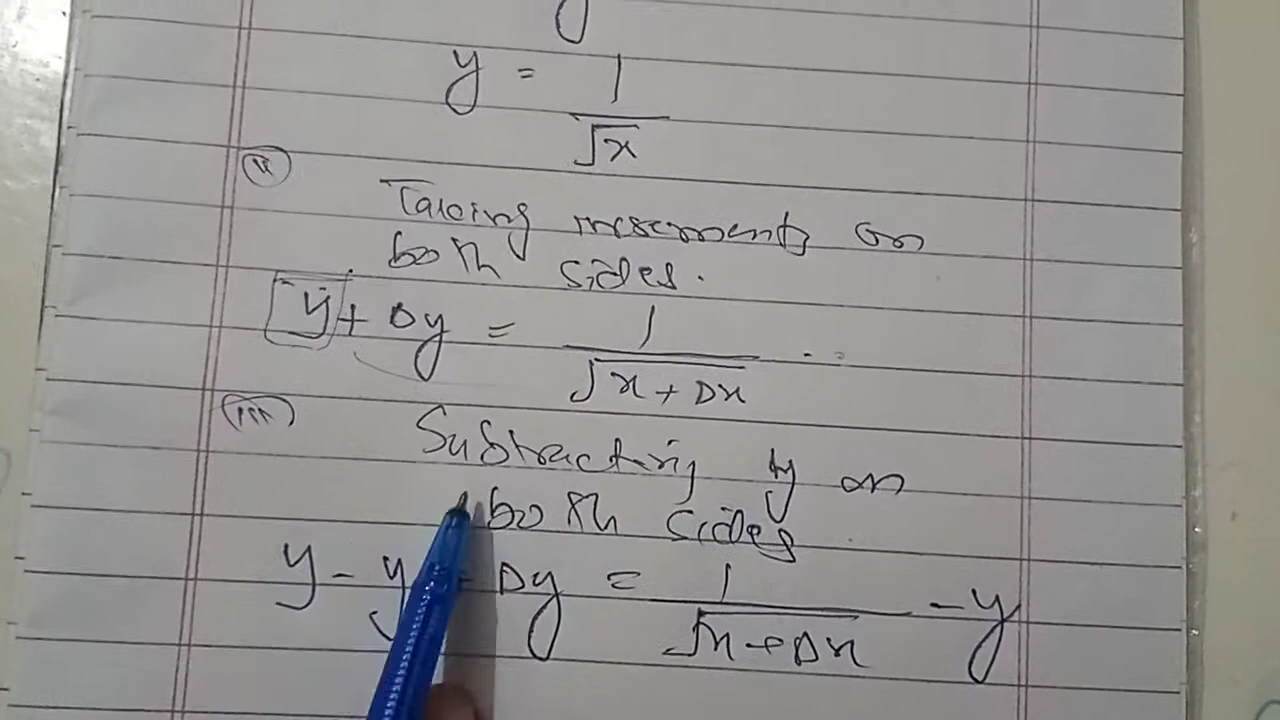 y = 1/√x
(ii)
Taking increments on
both sides.
y + Δy = 1/√x+Δx
(iii)
Subtracting y on
both sides
y - y + Δy = 1/√x+Δx - y